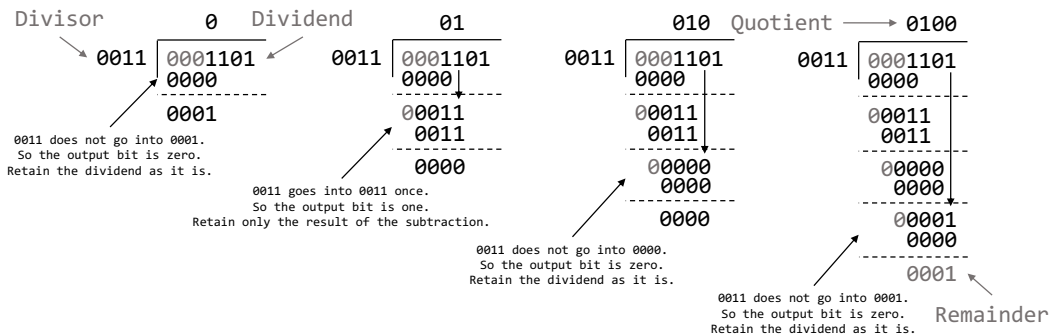 Divisor
0
Dividend
0011
0001101
0000
0001
0011 does not go into 0001.
So the output bit is zero.
Retain the dividend as it is.
01
0011
0001101
0000
00011
0011
0000
0011 goes into 0011 once.
So the output bit is one.
Retain only the result of the subtraction.
010
0011
0001101
0000
00011
0011
00000
0000
0000
0011 does not go into 0000.
So the output bit is zero.
Retain the dividend as it is.
Quotient
0100
0011
0001101
0000
00011
0011
00000
0000
00001
0000
0001
0011 does not go into 0001.
So the output bit is zero.
Retain the dividend as it is.
Remainder